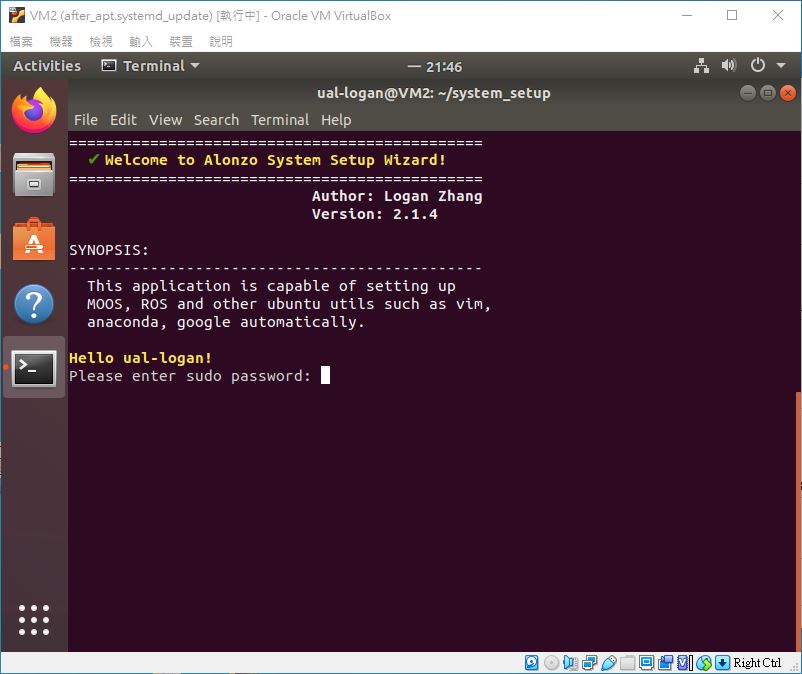 VM2 (after_apt.systemd_update) [執行中] - Oracle VM VirtualBox
檔案 機器 檢視 輸入 裝置 說明
Activities Terminal 一 21:46
ual-logan@VM2: ~/system_setup
File Edit View Search Terminal Help
==============================================
✔ Welcome to Alonzo System Setup Wizard!
==============================================
Author: Logan Zhang
Version: 2.1.4
SYNOPSIS:
----------------------------------------------
This application is capable of setting up
MOOS, ROS and other ubuntu utils such as vim,
anaconda, google automatically.
Hello ual-logan!
Please enter sudo password:
Right Ctrl